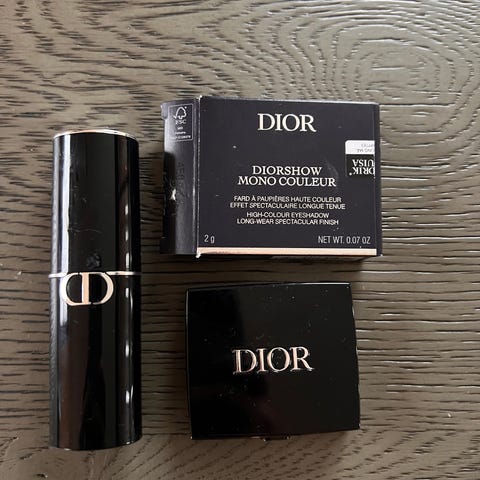 FSC
DIOR
DIORSHOW
MONO COULEUR
FARD À PAUPIÈRES HAUTE COULEUR
EFFET SPECTACULAIRE LONGUE TENUE
HIGH-COLOUR EYESHADOW
LONG-WEAR SPECTACULAR FINISH
2 g
NET WT. 0.07 OZ
CD
DIOR